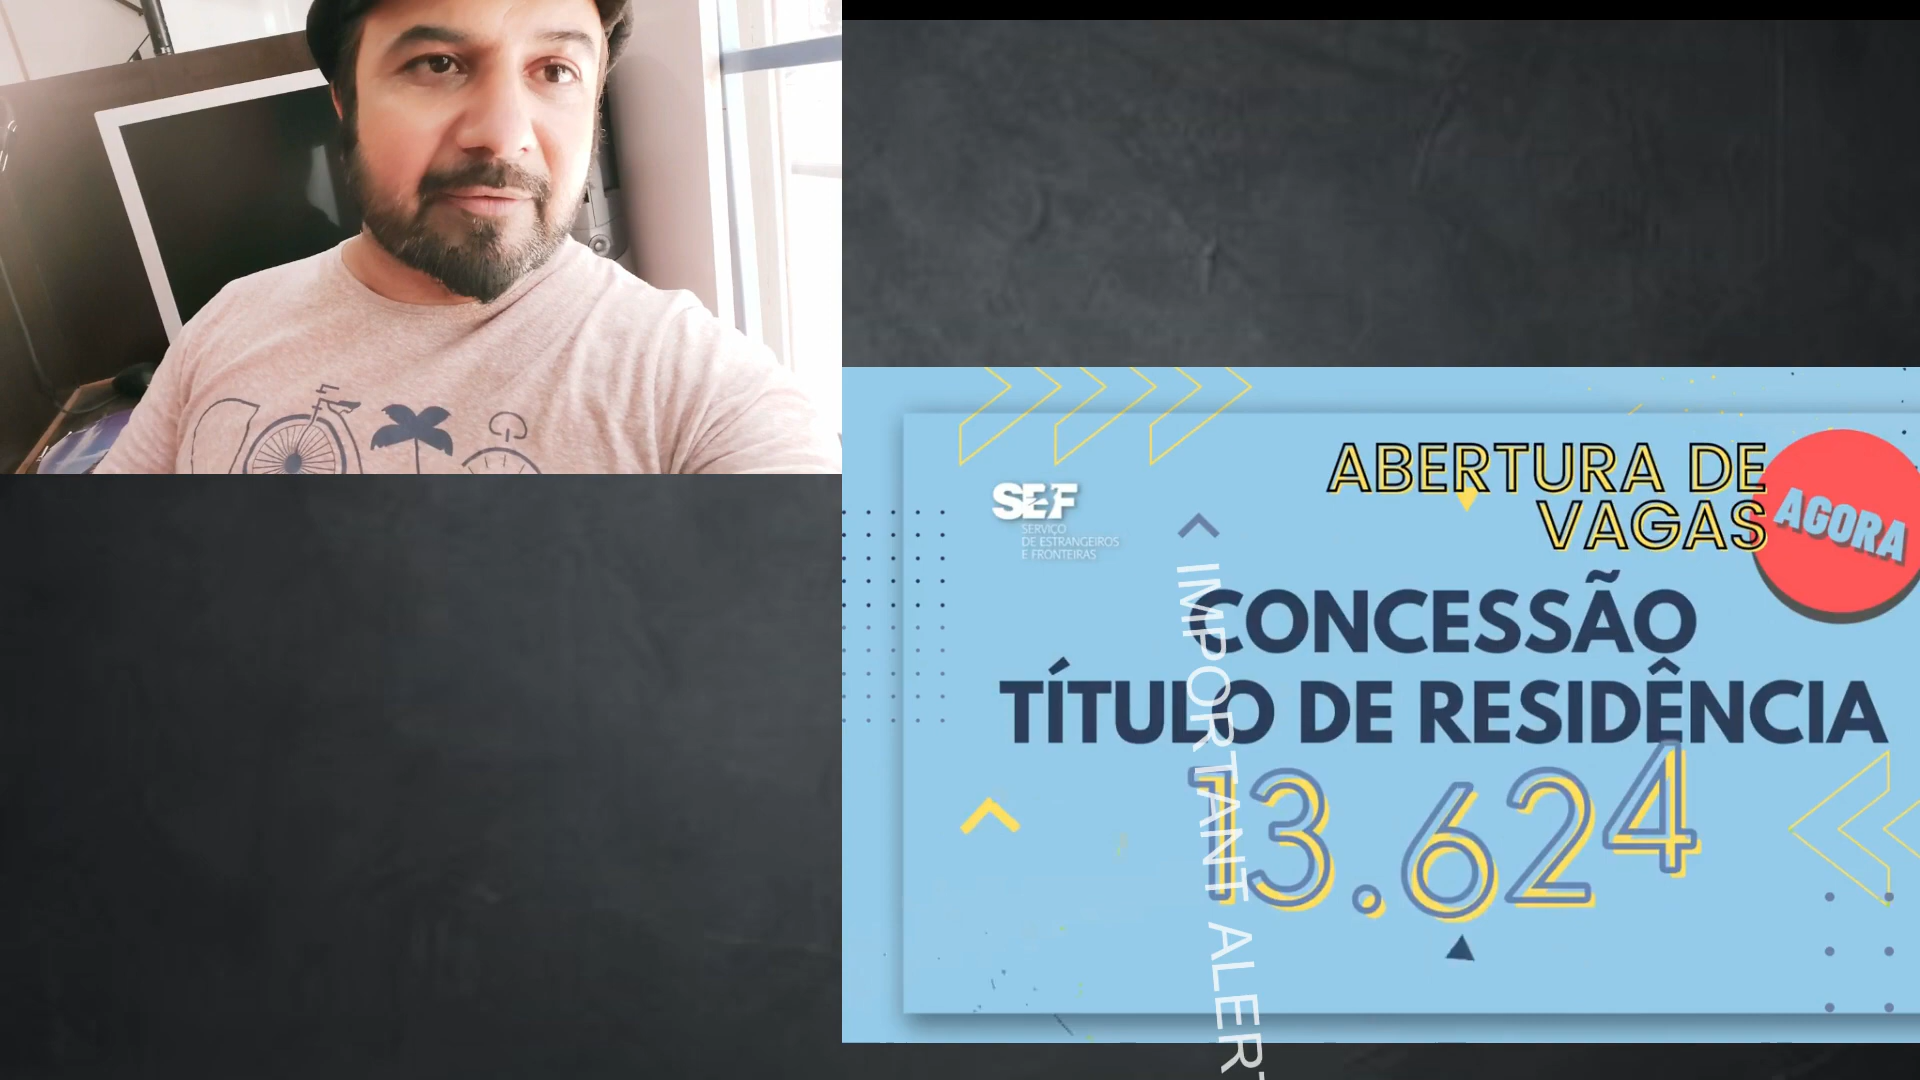 ABERTURA DE
VAGAS
AGORA
SEF
SERVIÇO
DE ESTRANGEIROS
E FRONTEIRAS
CONCESSÃO
TÍTULO DE RESIDÊNCIA
13.624
IMPORTANT ALERT